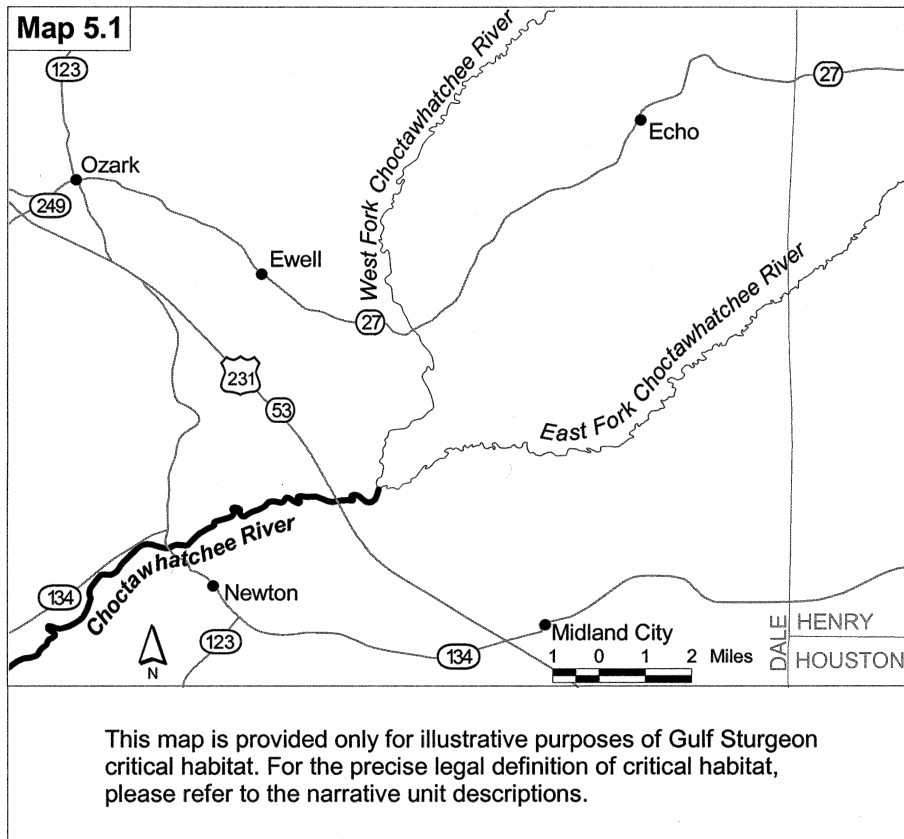 Map 5.1
123
Ozark
249
Ewell
West Fork Choctawhatchee River
Echo
27
27
East Fork Choctawhatchee River
231
53
Choctawhatchee River
134
Newton
123
N
134
Midland City
1 0 1 2 Miles
DALE
HENRY
HOUSTON
This map is provided only for illustrative purposes of Gulf Sturgeon
critical habitat. For the precise legal definition of critical habitat,
please refer to the narrative unit descriptions.